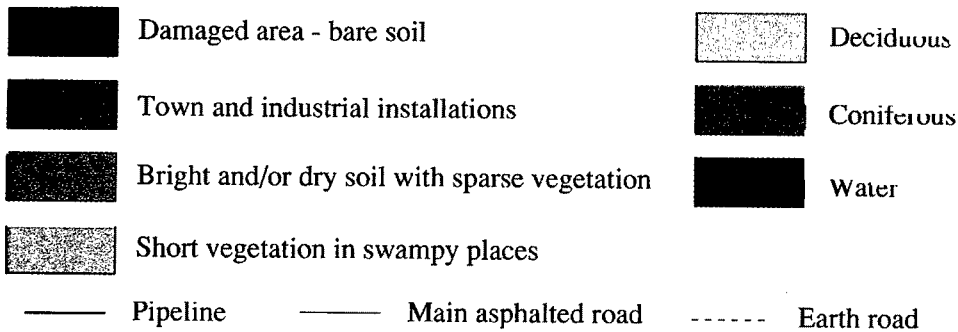 Damaged area - bare soil
Deciduous
Town and industrial installations
Coniferous
Bright and/or dry soil with sparse vegetation
Water
Short vegetation in swampy places
Pipeline
Main asphalted road
Earth road